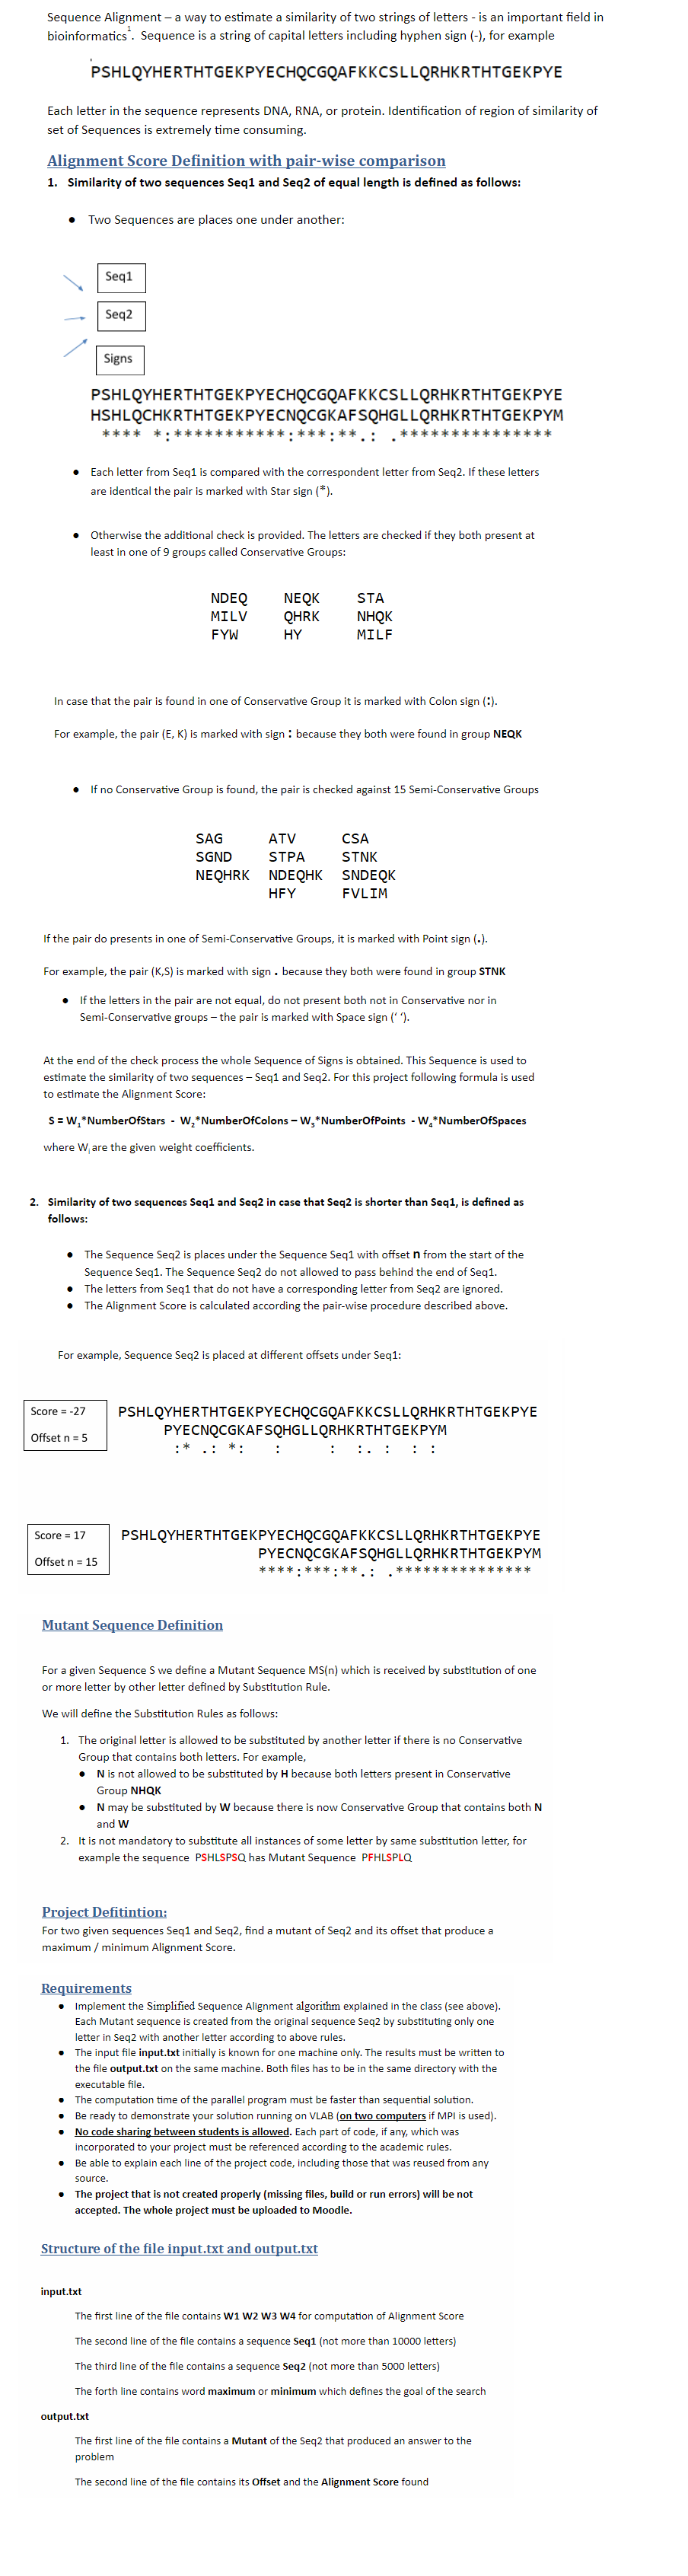 Sequence Alignment – a way to estimate a similarity of two strings of letters - is an important field in
bioinformatics1. Sequence is a string of capital letters including hyphen sign (-), for example
PSHLQYHERTHTGEKPYECHQCGQAFKKCSLLQRHKRTHTGEKPYE
Each letter in the sequence represents DNA, RNA, or protein. Identification of region of similarity of
set of Sequences is extremely time consuming.
Alignment Score Definition with pair-wise comparison
1. Similarity of two sequences Seq1 and Seq2 of equal length is defined as follows:
● Two Sequences are places one under another:
Seq1
Seq2
Signs
PSHLQYHERTHTGEKPYECHQCGQAFKKCSLLQRHKRTHTGEKPYE
HSHLQCHKRTHTGEKPYECNQCGKAFSQHGLLQRHKRTHTGEKPYM
**** *:***********:***:**.: .***************
● Each letter from Seq1 is compared with the correspondent letter from Seq2. If these letters
are identical the pair is marked with Star sign (*).
● Otherwise the additional check is provided. The letters are checked if they both present at
least in one of 9 groups called Conservative Groups:
NDEQ NEQK STA
MILV QHRK NHQK
FYW HY MILF
In case that the pair is found in one of Conservative Group it is marked with Colon sign (:).
For example, the pair (E, K) is marked with sign : because they both were found in group NEQK
● If no Conservative Group is found, the pair is checked against 15 Semi-Conservative Groups
SAG ATV CSA
SGND STPA STNK
NEQHRK NDEQHK SNDEQK
HFY FVLIM
If the pair do presents in one of Semi-Conservative Groups, it is marked with Point sign (.).
For example, the pair (K,S) is marked with sign . because they both were found in group STNK
● If the letters in the pair are not equal, do not present both not in Conservative nor in
Semi-Conservative groups – the pair is marked with Space sign (‘ ‘).
At the end of the check process the whole Sequence of Signs is obtained. This Sequence is used to
estimate the similarity of two sequences – Seq1 and Seq2. For this project following formula is used
to estimate the Alignment Score:
S = W1*NumberOfStars - W2*NumberOfColons – W3*NumberOfPoints - W4*NumberOfSpaces
where Wi are the given weight coefficients.
2. Similarity of two sequences Seq1 and Seq2 in case that Seq2 is shorter than Seq1, is defined as
follows:
● The Sequence Seq2 is places under the Sequence Seq1 with offset n from the start of the
Sequence Seq1. The Sequence Seq2 do not allowed to pass behind the end of Seq1.
● The letters from Seq1 that do not have a corresponding letter from Seq2 are ignored.
● The Alignment Score is calculated according the pair-wise procedure described above.
For example, Sequence Seq2 is placed at different offsets under Seq1:
Score = -27
Offset n = 5
PSHLQYHERTHTGEKPYECHQCGQAFKKCSLLQRHKRTHTGEKPYE
PYECNQCGKAFSQHGLLQRHKRTHTGEKPYM
:* .: *: : : :. : : :
Score = 17
Offset n = 15
PSHLQYHERTHTGEKPYECHQCGQAFKKCSLLQRHKRTHTGEKPYE
PYECNQCGKAFSQHGLLQRHKRTHTGEKPYM
****:***:**.: .***************
Mutant Sequence Definition
For a given Sequence S we define a Mutant Sequence MS(n) which is received by substitution of one
or more letter by other letter defined by Substitution Rule.
We will define the Substitution Rules as follows:
1. The original letter is allowed to be substituted by another letter if there is no Conservative
Group that contains both letters. For example,
● N is not allowed to be substituted by H because both letters present in Conservative
Group NHQK
● N may be substituted by W because there is now Conservative Group that contains both N
and W
2. It is not mandatory to substitute all instances of some letter by same substitution letter, for
example the sequence PSHLSPSQ has Mutant Sequence PFHLSPLQ
Project Defitintion:
For two given sequences Seq1 and Seq2, find a mutant of Seq2 and its offset that produce a
maximum / minimum Alignment Score.
Requirements
● Implement the Simplified Sequence Alignment algorithm explained in the class (see above).
Each Mutant sequence is created from the original sequence Seq2 by substituting only one
letter in Seq2 with another letter according to above rules.
● The input file input.txt initially is known for one machine only. The results must be written to
the file output.txt on the same machine. Both files has to be in the same directory with the
executable file.
● The computation time of the parallel program must be faster than sequential solution.
● Be ready to demonstrate your solution running on VLAB (on two computers if MPI is used).
● No code sharing between students is allowed. Each part of code, if any, which was
incorporated to your project must be referenced according to the academic rules.
● Be able to explain each line of the project code, including those that was reused from any
source.
● The project that is not created properly (missing files, build or run errors) will be not
accepted. The whole project must be uploaded to Moodle.
Structure of the file input.txt and output.txt
input.txt
The first line of the file contains W1 W2 W3 W4 for computation of Alignment Score
The second line of the file contains a sequence Seq1 (not more than 10000 letters)
The third line of the file contains a sequence Seq2 (not more than 5000 letters)
The forth line contains word maximum or minimum which defines the goal of the search
output.txt
The first line of the file contains a Mutant of the Seq2 that produced an answer to the
problem
The second line of the file contains its Offset and the Alignment Score found